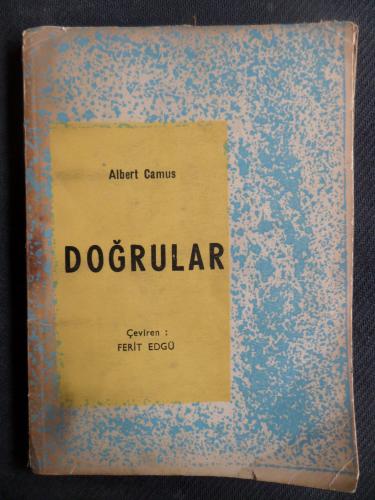 Albert Camus
DOĞRULAR
Çeviren :
FERİT EDGÜ